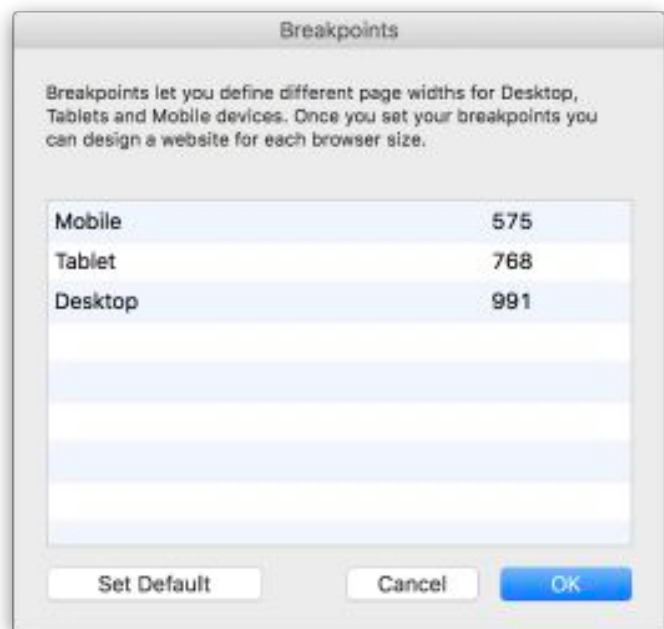 Breakpoints
Breakpoints let you define different page widths for Desktop,
Tablets and Mobile devices. Once you set your breakpoints you
can design a website for each browser size.
Mobile 575
Tablet 768
Desktop 991
Set Default Cancel OK